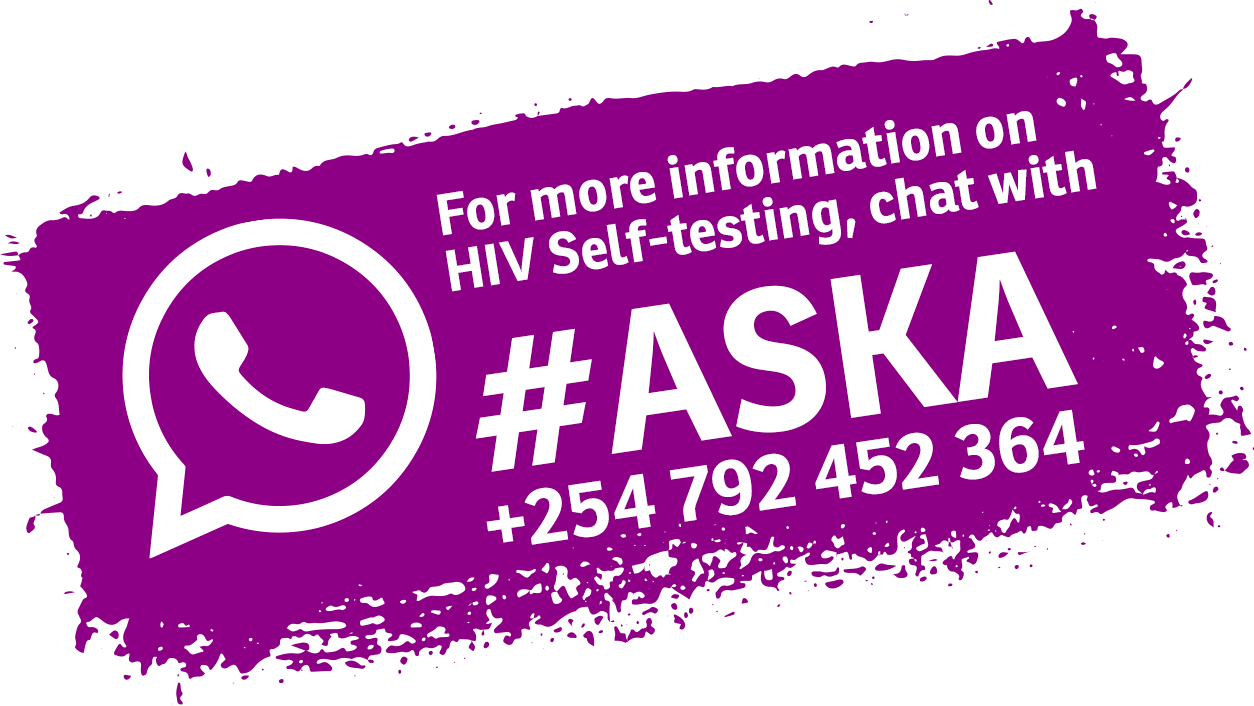 For more information on
HIV Self-testing, chat with
#ASKA
+254 792 452 364